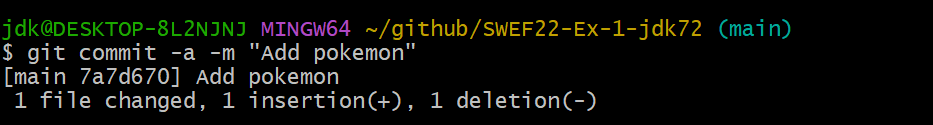 jdk@DESKTOP-8L2NJNJ MINGW64 ~/github/SWEF22-Ex-1-jdk72 (main)
$ git commit -a -m "Add pokemon"
[main 7a7d670] Add pokemon
 1 file changed, 1 insertion(+), 1 deletion(-)